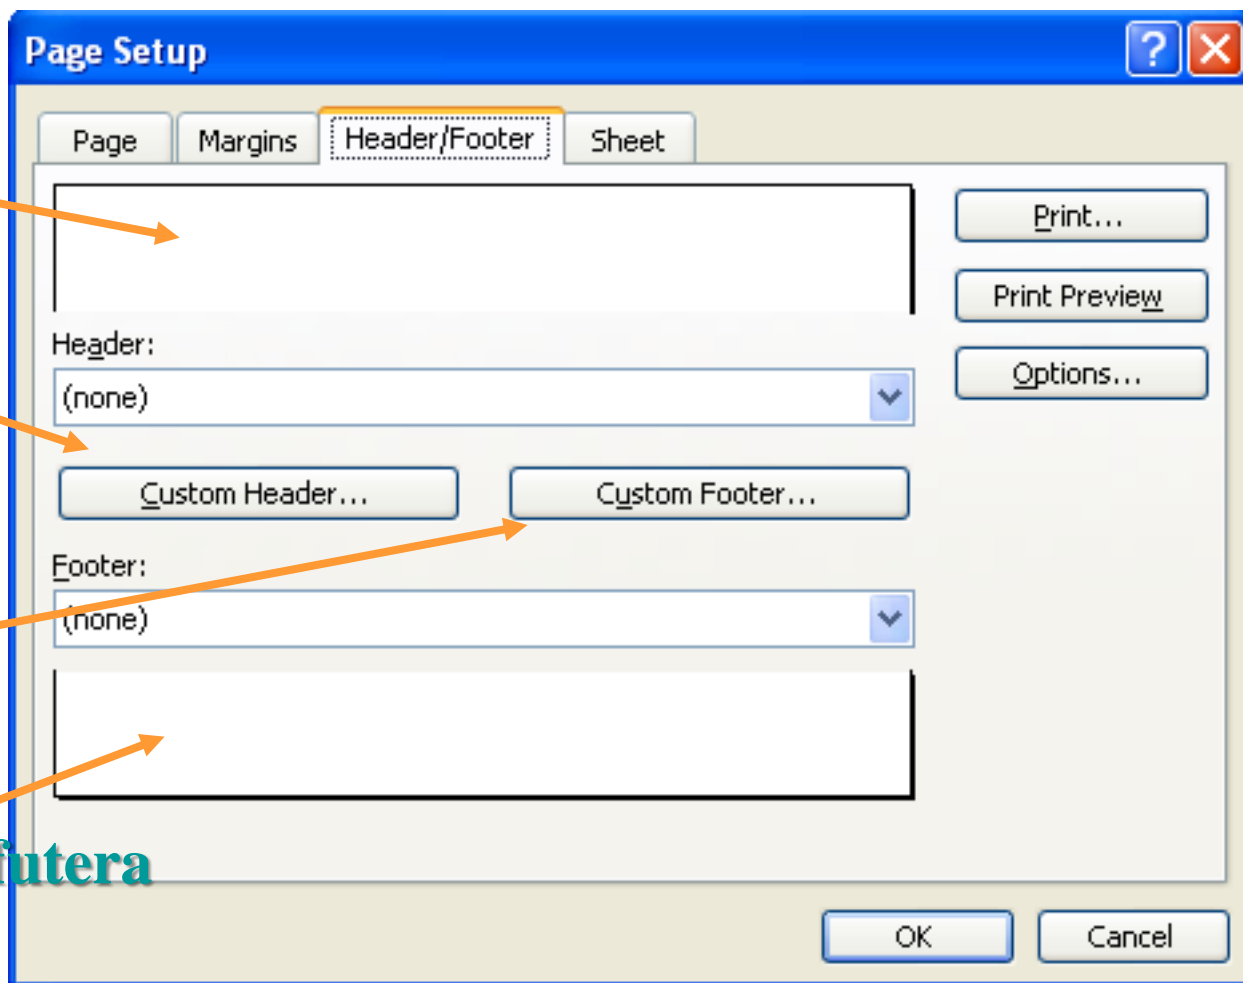 Page Setup
Page Margins Header/Footer Sheet
Print...
Print Preview
Header:
Options...
(none)
Custom Header... Custom Footer...
Footer:
(none)
futera
OK Cancel